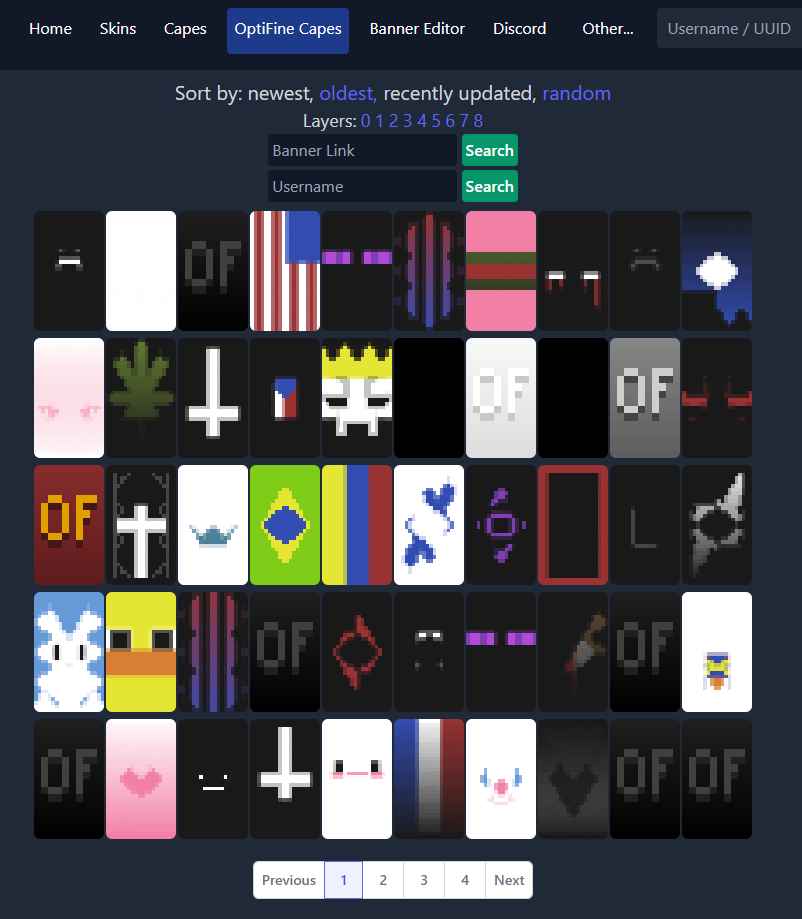 Home Skins Capes OptiFine Capes Banner Editor Discord Other... Username / UUID
Sort by: newest, oldest, recently updated, random
Layers: 0 1 2 3 4 5 6 7 8
Banner Link Search
Username Search
OF
OF OF
OF
OF OF
OF OF OF
Previous 1 2 3 4 Next